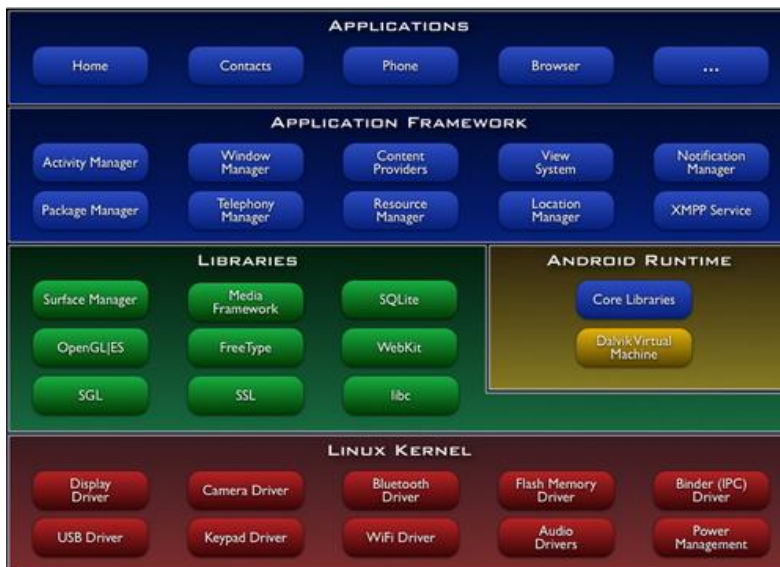 APPLICATIONS
Home
Contacts
Phone
Browser
...
APPLICATION FRAMEWORK
Activity Manager
Window
Manager
Content
Providers
View
System
Notification
Manager
Package Manager
Telephony
Manager
Resource
Manager
Location
Manager
XMPP Service
LIBRARIES
Surface Manager
Media
Framework
SQLite
OpenGL|ES
FreeType
WebKit
SGL
SSL
libc
ANDROID RUNTIME
Core Libraries
Dalvik Virtual
Machine
LINUX KERNEL
Display
Driver
Camera Driver
Bluetooth
Driver
Flash Memory
Driver
Binder (IPC)
Driver
USB Driver
Keypad Driver
WiFi Driver
Audio
Drivers
Power
Management